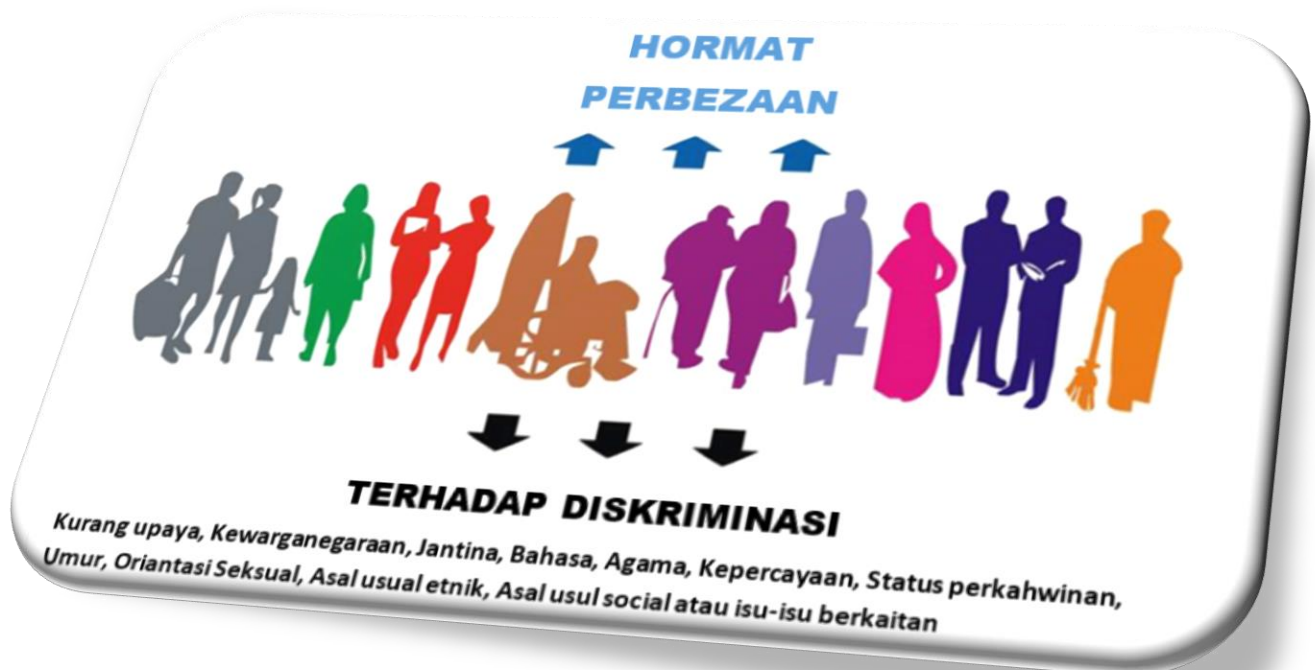 HORMAT
PERBEZAAN
TERHADAP DISKRIMINASI
Kurang upaya, Kewarganegaraan, Jantina, Bahasa, Agama, Kepercayaan, Status perkahwinan,
Umur, Oriantasi Seksual, Asal usual etnik, Asal usul social atau isu-isu berkaitan